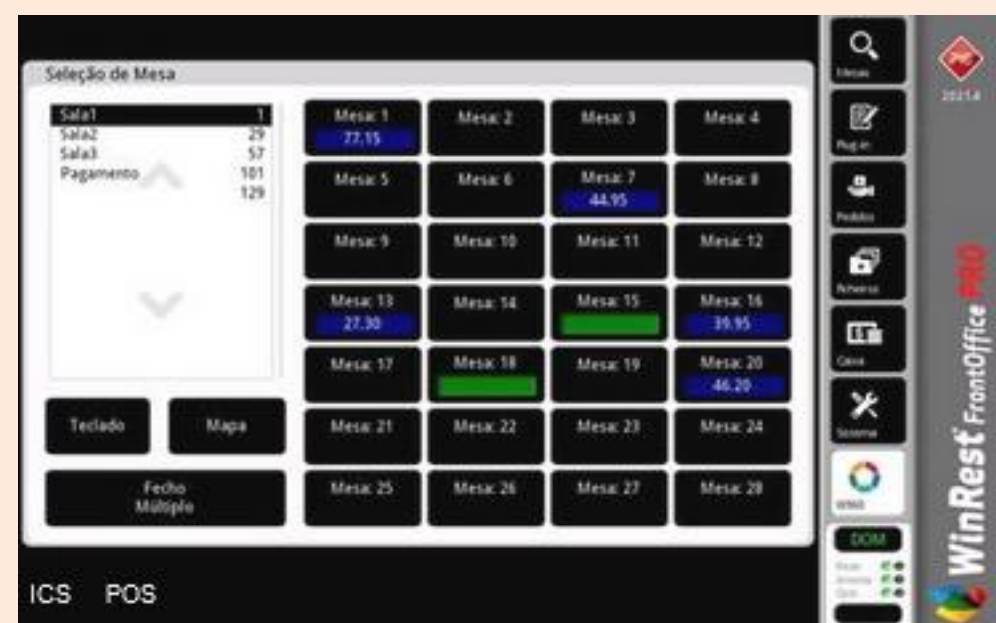 Seleção de Mesa
Sala1 1
Sala2 29
Sala3 57
Pagamento 101
129
Mesa: 1
77.15
Mesa: 2
Mesa: 3
Mesa: 4
Mesa: 5
Mesa: 6
Mesa: 7
44.95
Mesa: 8
Mesa: 9
Mesa: 10
Mesa: 11
Mesa: 12
Mesa: 13
27.30
Mesa: 14
Mesa: 15
Mesa: 16
39.95
Mesa: 17
Mesa: 18
Mesa: 19
Mesa: 20
46.20
Mesa: 21
Mesa: 22
Mesa: 23
Mesa: 24
Mesa: 25
Mesa: 26
Mesa: 27
Mesa: 28
Teclado
Mapa
Fecho
Múltiplo
ICS POS
Mesas
Plug-in
Pedidos
Caixa
Sistema
DOM
WinRest FrontOffice PRO